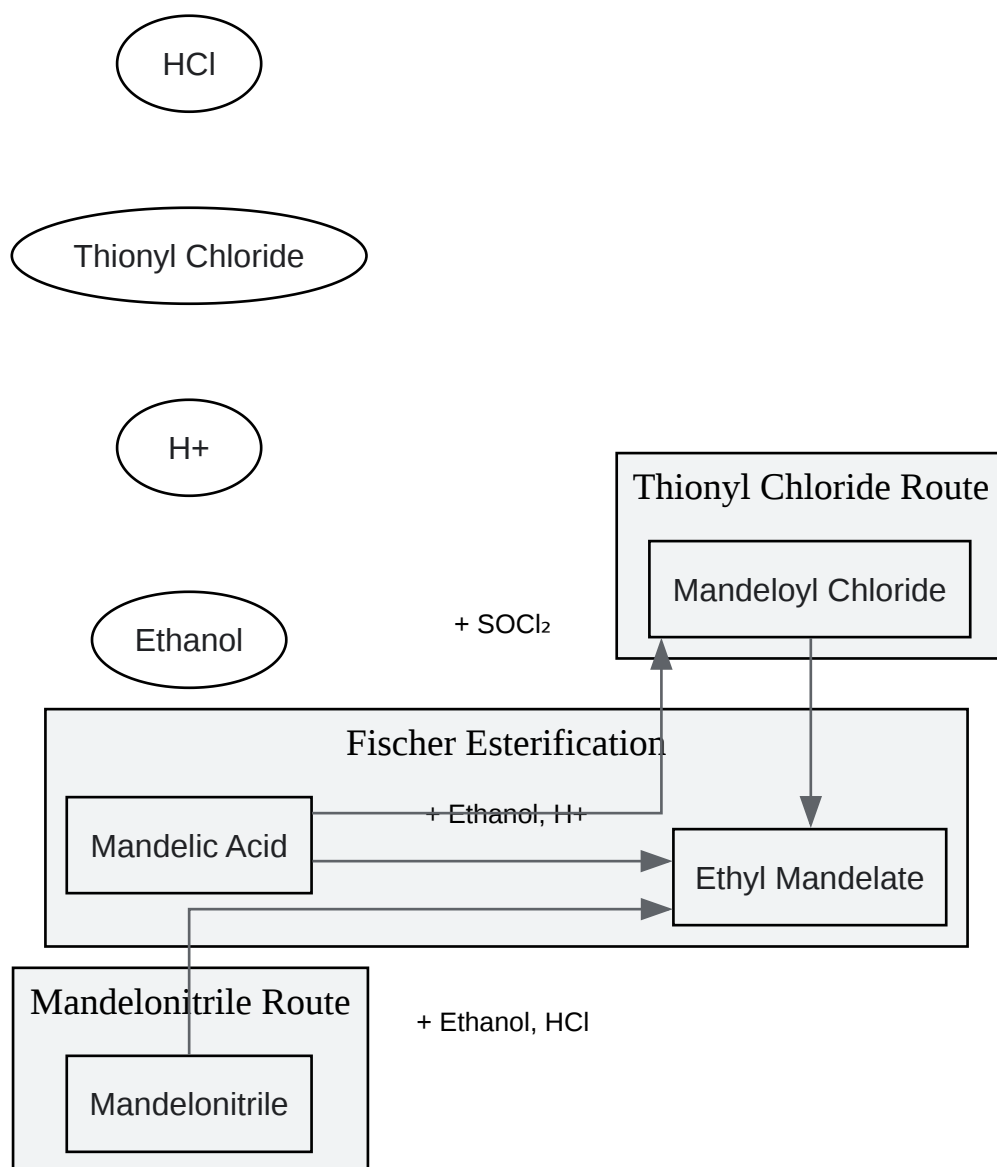 HCl
Thionyl Chloride
H+
Thionyl Chloride Route
Mandeloyl Chloride
+ SOCl₂
Ethanol
Fischer Esterification
+ Ethanol, H+
Mandelic Acid
Ethyl Mandelate
Mandelonitrile Route
+ Ethanol, HCl
Mandelonitrile